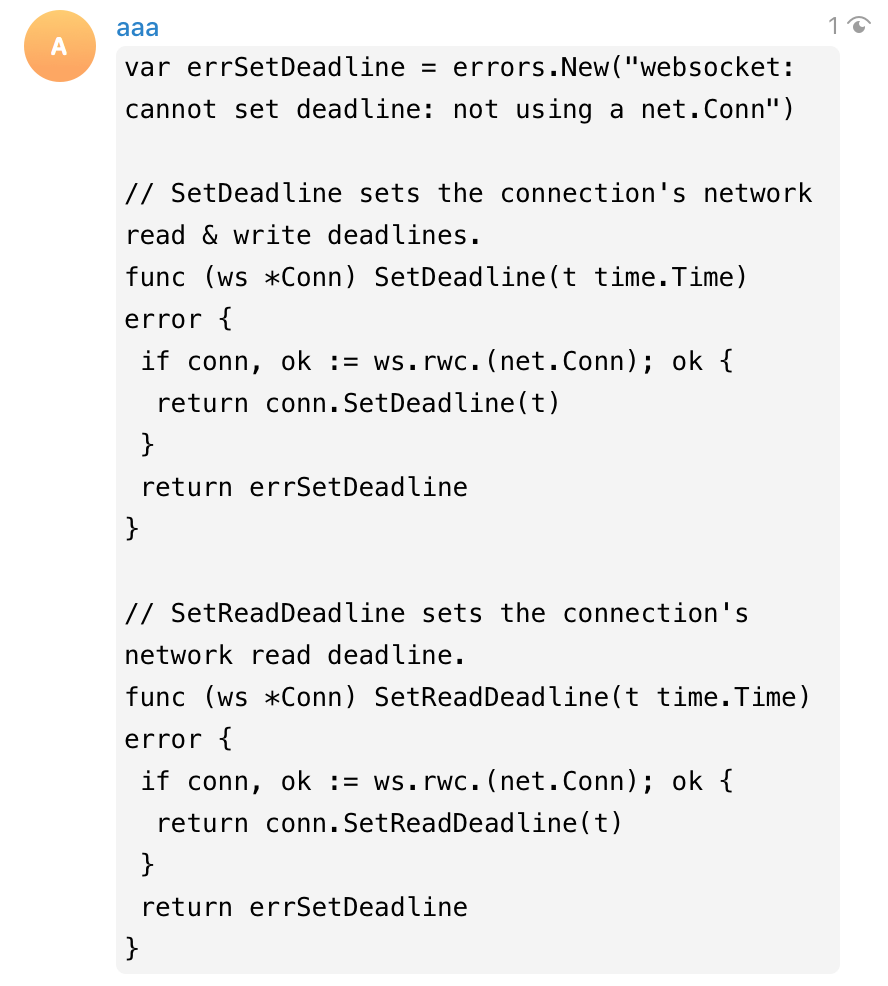 A
aaa
1
var errSetDeadline = errors.New("websocket:
cannot set deadline: not using a net.Conn")

// SetDeadline sets the connection's network
read & write deadlines.
func (ws *Conn) SetDeadline(t time.Time)
error {
 if conn, ok := ws.rwc.(net.Conn); ok {
  return conn.SetDeadline(t)
 }
 return errSetDeadline
}

// SetReadDeadline sets the connection's
network read deadline.
func (ws *Conn) SetReadDeadline(t time.Time)
error {
 if conn, ok := ws.rwc.(net.Conn); ok {
  return conn.SetReadDeadline(t)
 }
 return errSetDeadline
}